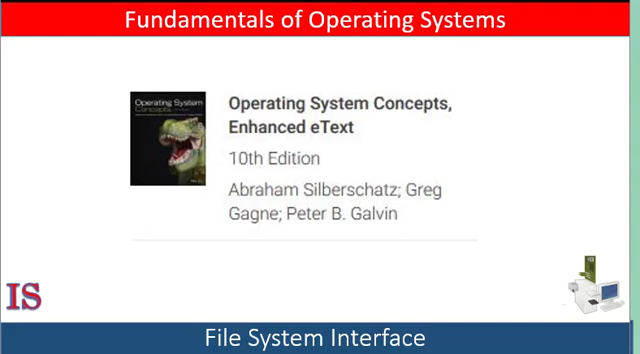 Fundamentals of Operating Systems
Operating System
Concepts
Operating System Concepts,
Enhanced eText
10th Edition
Abraham Silberschatz; Greg
Gagne; Peter B. Galvin
IS
File System Interface